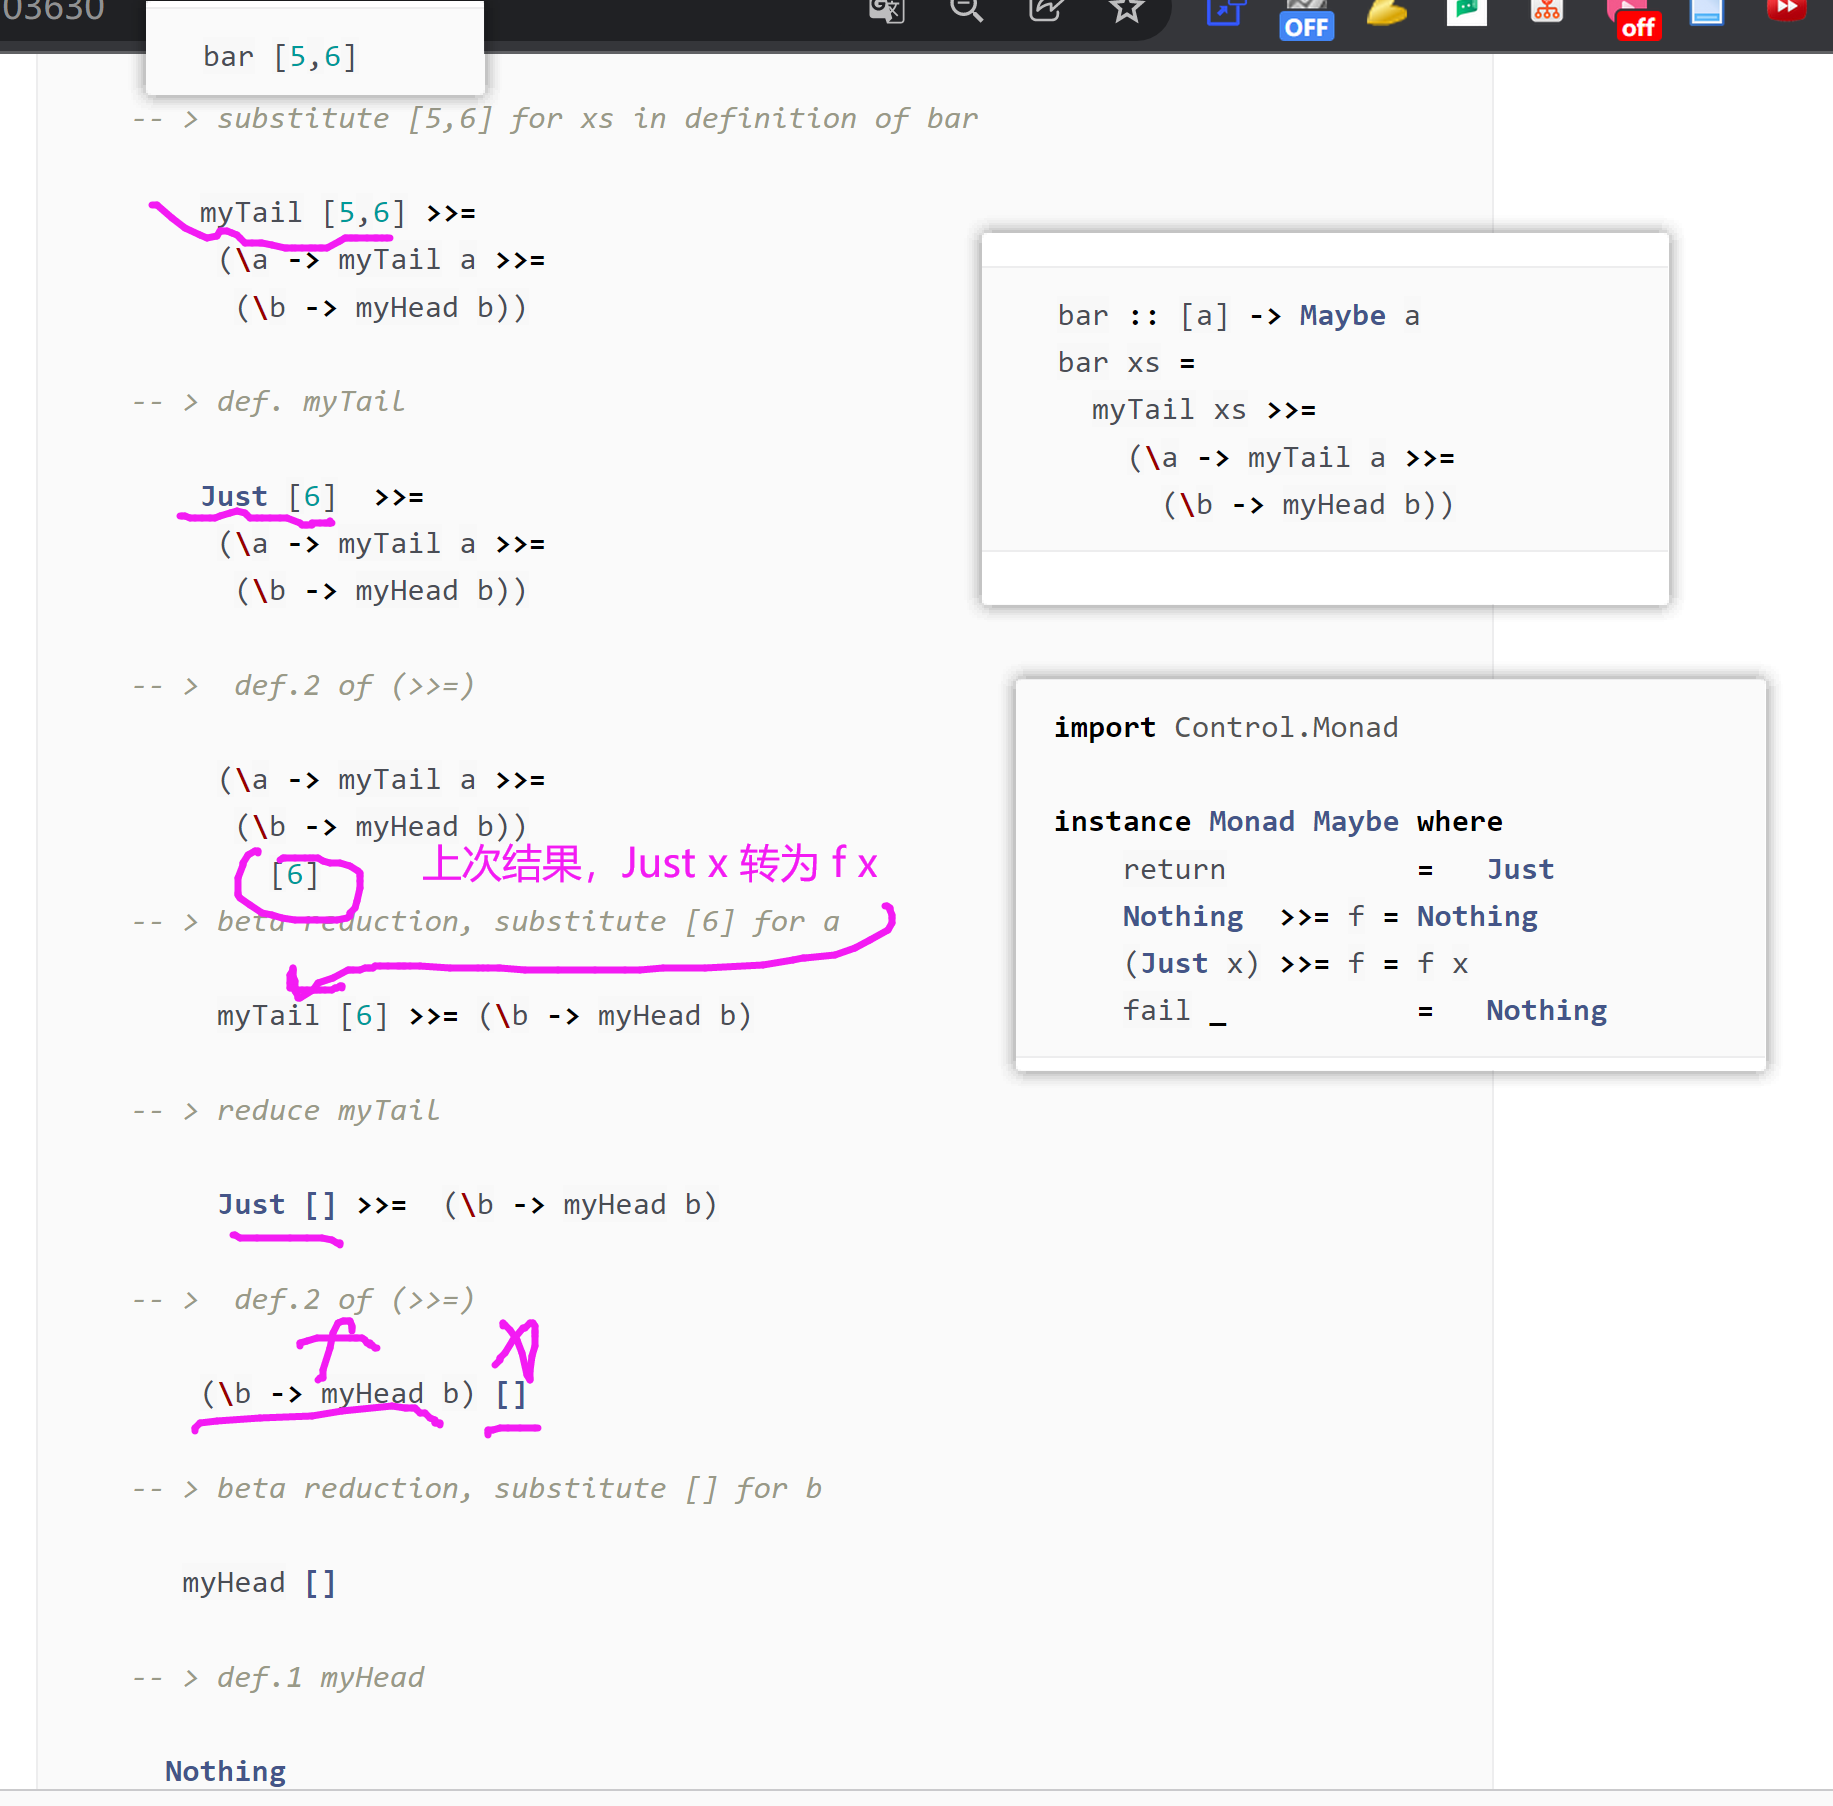 03630
OFF
off
bar [5,6]
-- > substitute [5,6] for xs in definition of bar
myTail [5,6] >>=
(\a -> myTail a >>=
(\b -> myHead b))
-- > def. myTail
Just [6] >>=
(\a -> myTail a >>=
(\b -> myHead b))
-- > def.2 of (>>=)
(\a -> myTail a >>=
(\b -> myHead b))
[6]
上次结果，Just x 转为 f x
-- > beta reduction, substitute [6] for a
myTail [6] >>= (\b -> myHead b)
-- > reduce myTail
Just [] >>= (\b -> myHead b)
-- > def.2 of (>>=)
f x
(\b -> myHead b) []
-- > beta reduction, substitute [] for b
myHead []
-- > def.1 myHead
Nothing
bar :: [a] -> Maybe a
bar xs =
myTail xs >>=
(\a -> myTail a >>=
(\b -> myHead b))
import Control.Monad
instance Monad Maybe where
return = Just
Nothing >>= f = Nothing
(Just x) >>= f = f x
fail _ = Nothing